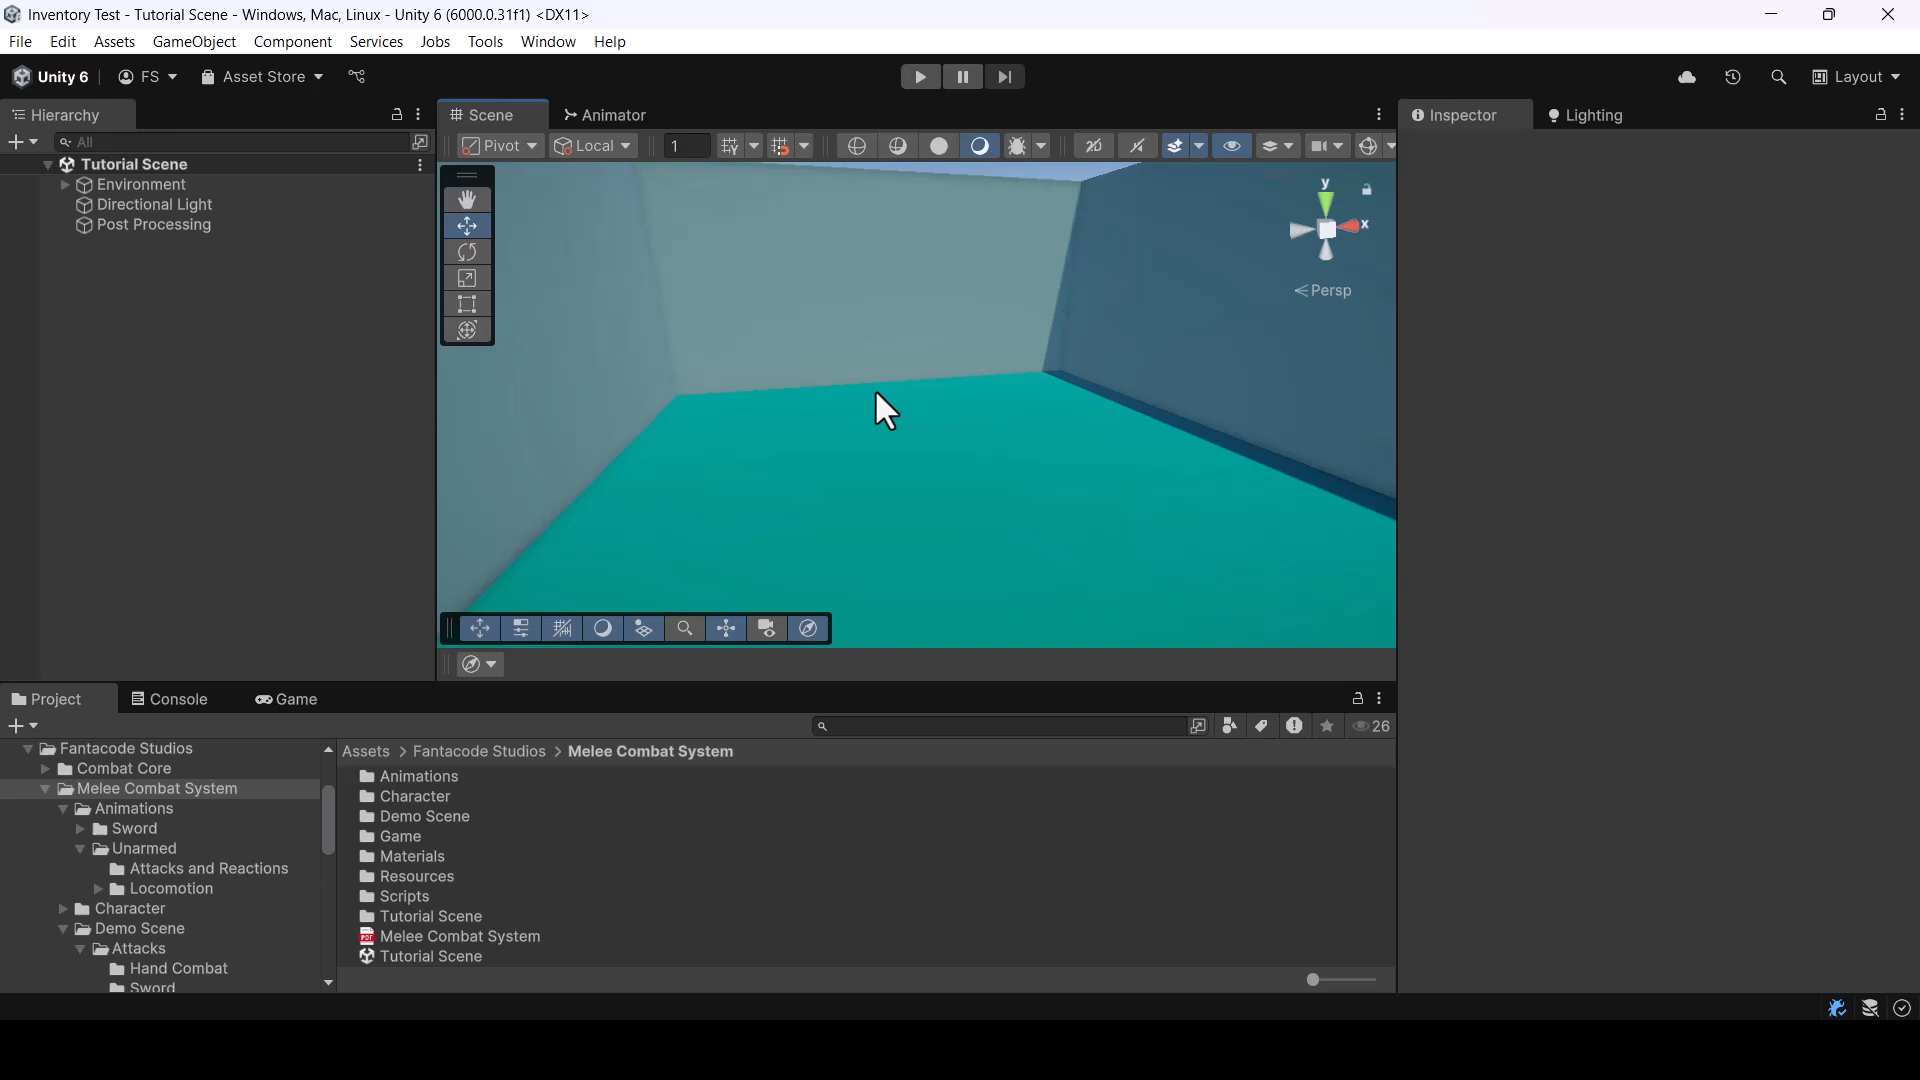 Inventory Test - Tutorial Scene - Windows, Mac, Linux - Unity 6 (6000.0.31f1) <DX11>
File Edit Assets GameObject Component Services Jobs Tools Window Help
Unity 6 FS Asset Store Layout
Hierarchy Scene Animator Inspector Lighting
All Pivot Local 1 2D
Tutorial Scene
Environment
Directional Light
Post Processing
y
x
Persp
Project Console Game
26
Fantacode Studios
Combat Core
Melee Combat System
Animations
Sword
Unarmed
Attacks and Reactions
Locomotion
Character
Demo Scene
Attacks
Hand Combat
Sword
Assets > Fantacode Studios > Melee Combat System
Animations
Character
Demo Scene
Game
Materials
Resources
Scripts
Tutorial Scene
PDF Melee Combat System
Tutorial Scene